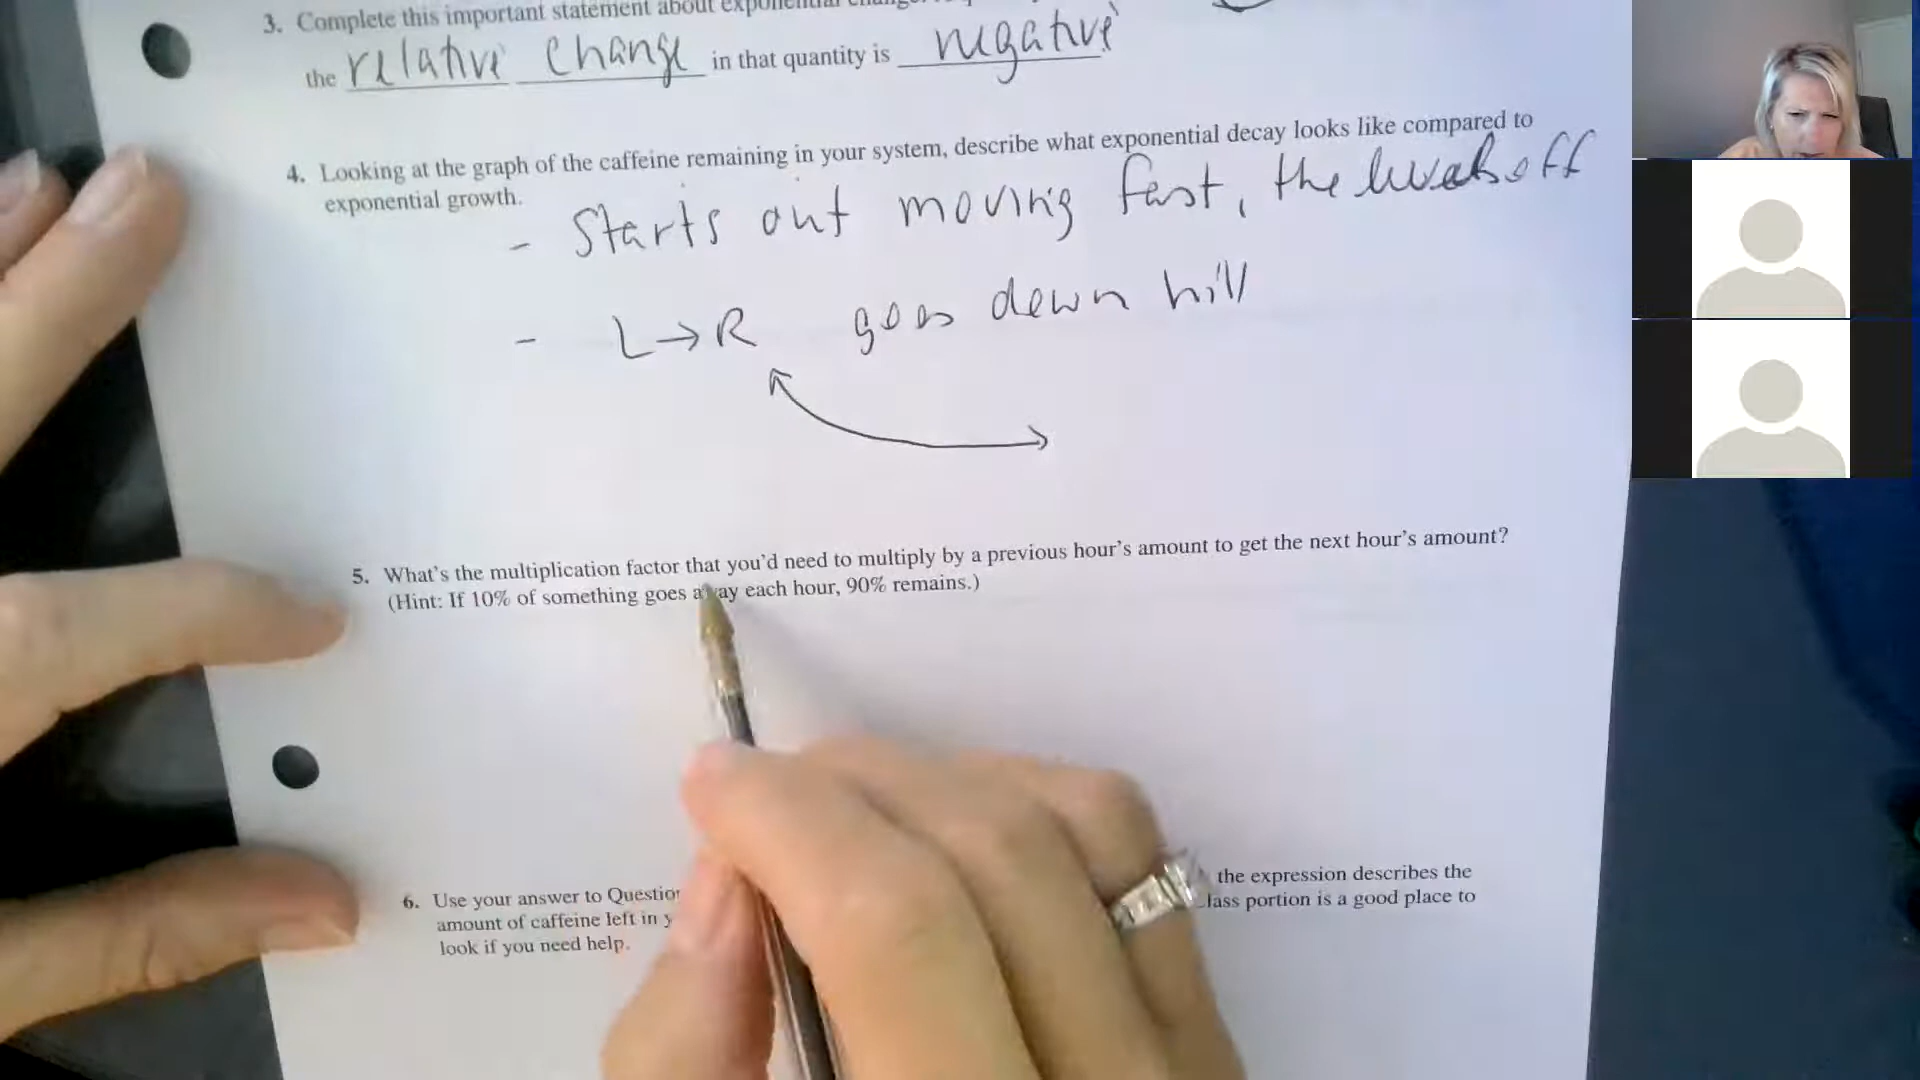 3. Complete this important statement about exponential
the relative change in that quantity is negative
4. Looking at the graph of the caffeine remaining in your system, describe what exponential decay looks like compared to
exponential growth.
- Starts out moving fast, the levels off
- L→R goes down hill
5. What's the multiplication factor that you'd need to multiply by a previous hour's amount to get the next hour's amount?
(Hint: If 10% of something goes away each hour, 90% remains.)
6. Use your answer to Question the expression describes the
amount of caffeine left in y lass portion is a good place to
look if you need help.